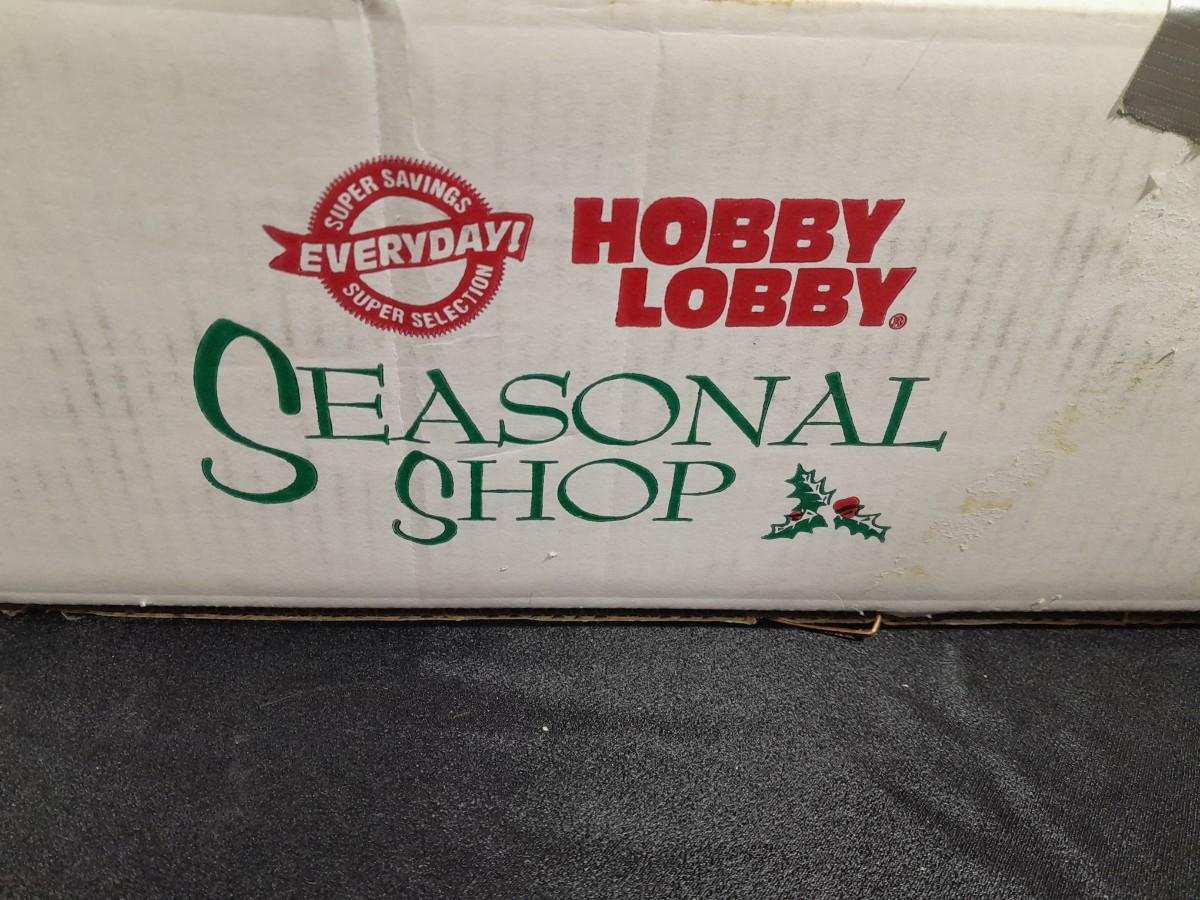 SUPER SAVINGS
EVERYDAY!
SUPER SELECTION
HOBBY
LOBBY®
SEASONAL
SHOP